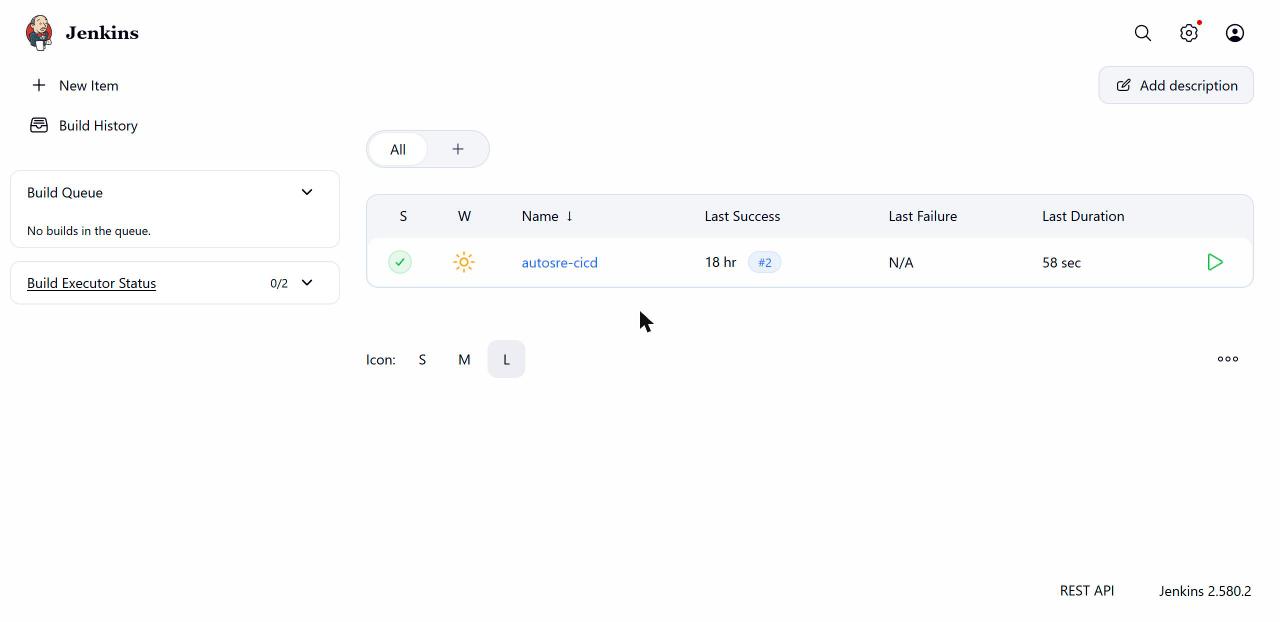 Jenkins
New Item
Build History
Add description
All
Build Queue
No builds in the queue.
Build Executor Status 0/2
S W Name ↓ Last Success Last Failure Last Duration
autosre-cicd 18 hr #2 N/A 58 sec
Icon: S M L
REST API Jenkins 2.580.2